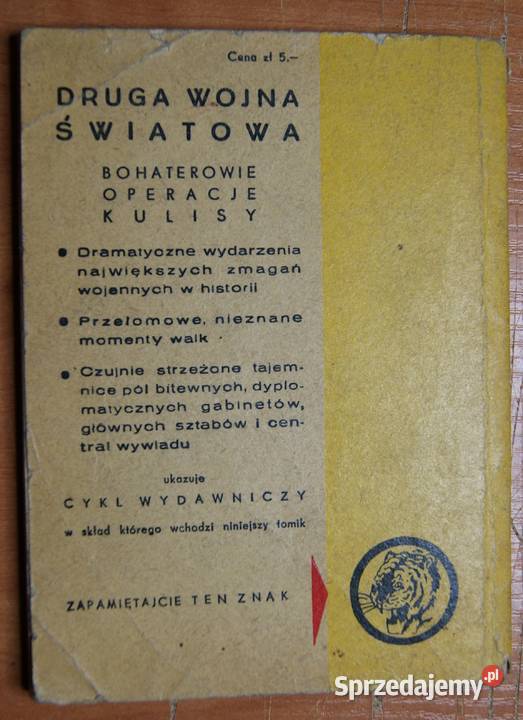 Cena zł 5.—
DRUGA WOJNA
ŚWIATOWA
BOHATEROWIE
OPERACJE
KULISY
• Dramatyczne wydarzenia
największych zmagań
wojennych w historii
• Przełomowe, nieznane
momenty walk
• Czujnie strzeżone tajem-
nice pól bitewnych, dyplo-
matycznych gabinetów,
głównych sztabów i cen-
tral wywiadu
ukazuje
CYKL WYDAWNICZY
w skład którego wchodzi niniejszy tomik
ZAPAMIĘTAJCIE TEN ZNAK
Sprzedajemy.pl